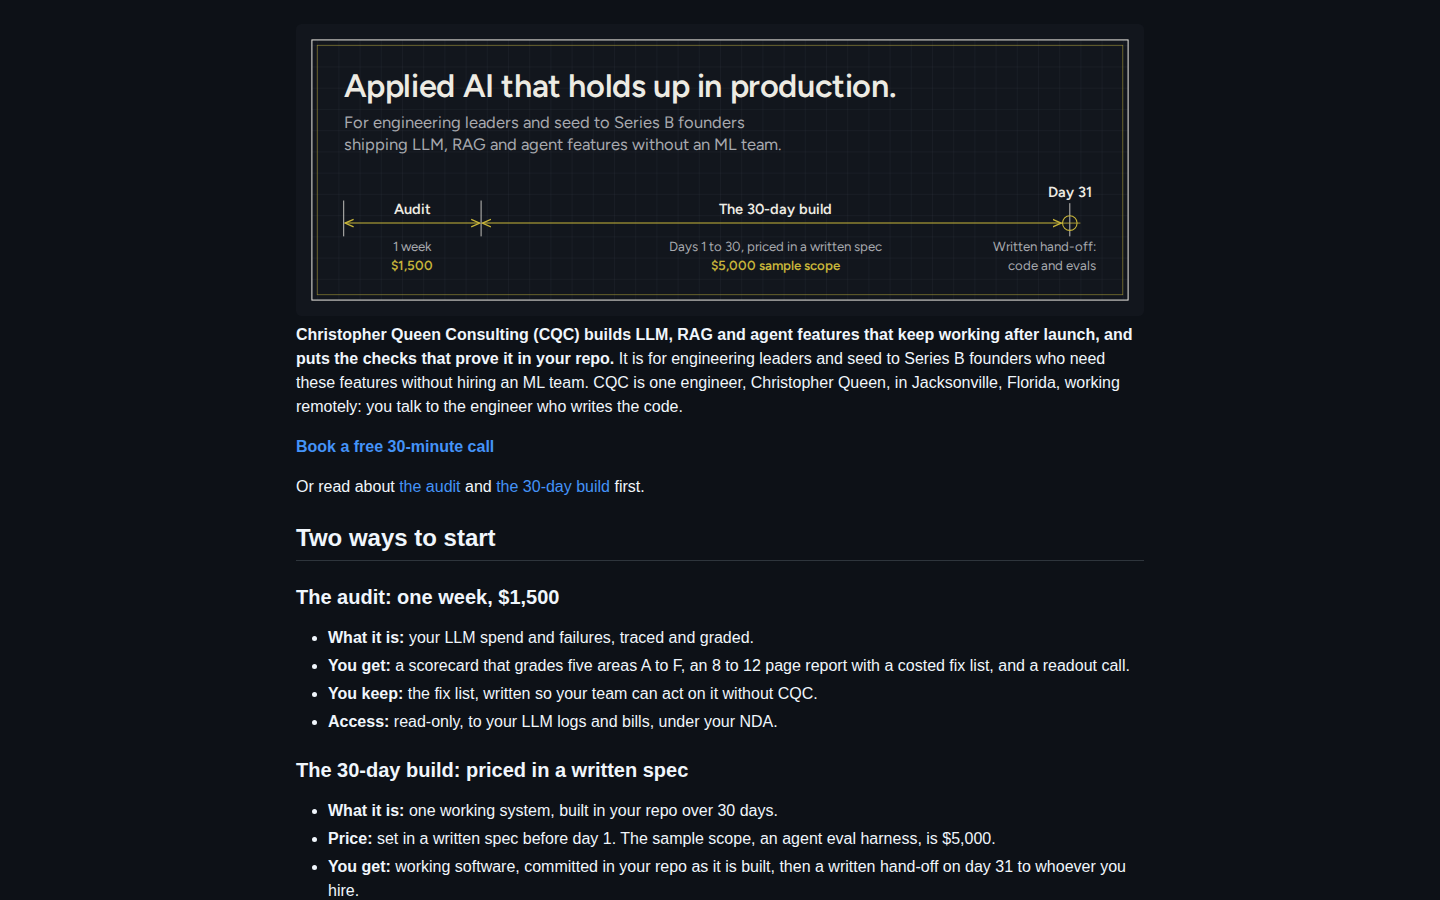 Applied AI that holds up in production.
For engineering leaders and seed to Series B founders
shipping LLM, RAG and agent features without an ML team.
Day 31
Audit
The 30-day build
1 week
Days 1 to 30, priced in a written spec
Written hand-off:
$1,500
$5,000 sample scope
code and evals
Christopher Queen Consulting (CQC) builds LLM, RAG and agent features that keep working after launch, and
puts the checks that prove it in your repo. It is for engineering leaders and seed to Series B founders who need
these features without hiring an ML team. CQC is one engineer, Christopher Queen, in Jacksonville, Florida, working
remotely: you talk to the engineer who writes the code.
Book a free 30-minute call
Or read about the audit and the 30-day build first.
Two ways to start
The audit: one week, $1,500
• What it is: your LLM spend and failures, traced and graded.
• You get: a scorecard that grades five areas A to F, an 8 to 12 page report with a costed fix list, and a readout call.
• You keep: the fix list, written so your team can act on it without CQC.
• Access: read-only, to your LLM logs and bills, under your NDA.
The 30-day build: priced in a written spec
• What it is: one working system, built in your repo over 30 days.
• Price: set in a written spec before day 1. The sample scope, an agent eval harness, is $5,000.
• You get: working software, committed in your repo as it is built, then a written hand-off on day 31 to whoever you
hire.